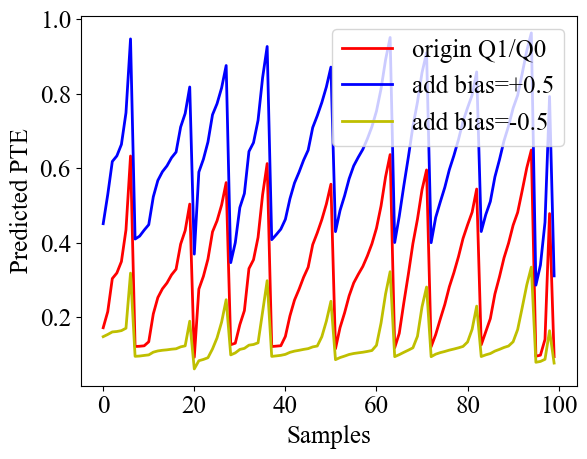 1.0
0.8
0.6
0.4
0.2
Predicted PTE
origin Q1/Q0
add bias=+0.5
add bias=-0.5
0 20 40 60 80 100
Samples